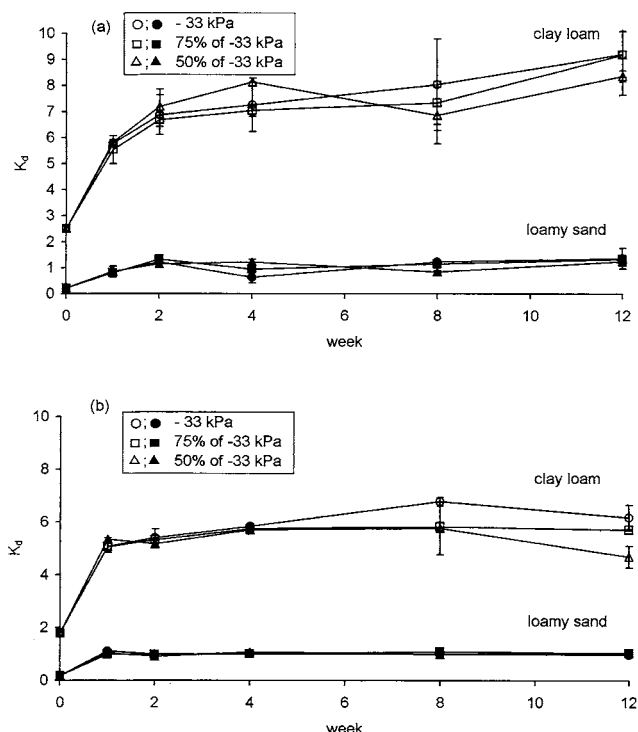 (a)
○;● - 33 kPa
□;■ 75% of -33 kPa
△;▲ 50% of -33 kPa
clay loam
loamy sand
10
9
8
7
6
5
4
3
2
1
0
K_d
0 2 4 6 8 10 12
week
(b)
○;● - 33 kPa
□;■ 75% of -33 kPa
△;▲ 50% of -33 kPa
clay loam
loamy sand
10
8
6
4
2
0
K_d
0 2 4 6 8 10 12
week